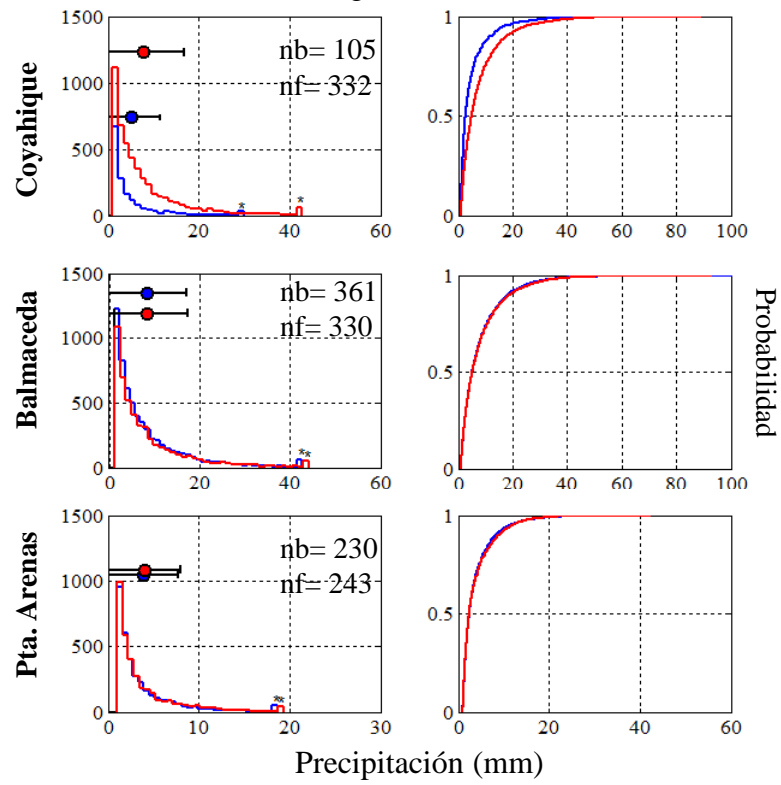 Coyahique
1500
1000
500
0
0 20 40 60
nb= 105
nf= 332
* *
1
0.5
0
0 20 40 60 80 100
Balmaceda
1500
1000
500
0
0 20 40 60
nb= 361
nf= 330
**
1
0.5
0
0 20 40 60 80 100
Probabilidad
Pta. Arenas
1500
1000
500
0
0 10 20 30
nb= 230
nf= 243
**
1
0.5
0
0 20 40 60
Precipitación (mm)